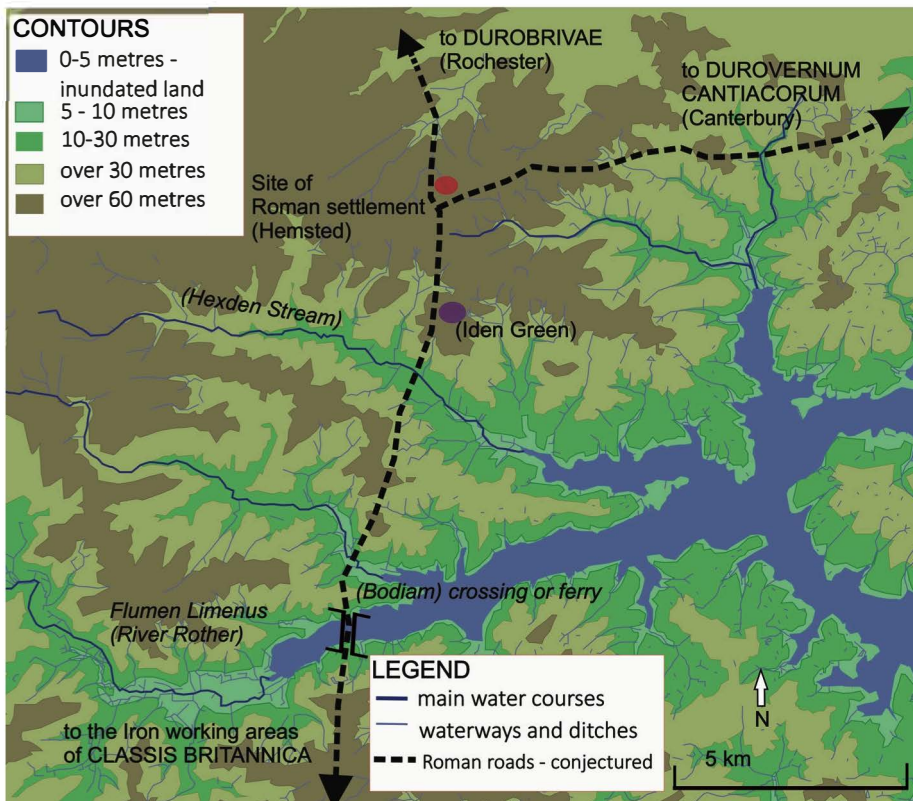 CONTOURS
0-5 metres -
inundated land
5 - 10 metres
10-30 metres
over 30 metres
over 60 metres
to DUROBRIVAE
(Rochester)
to DUROVERNUM
CANTIACORUM
(Canterbury)
Site of
Roman settlement
(Hemsted)
(Hexden Stream)
(Iden Green)
(Bodiam) crossing or ferry
Flumen Limenus
(River Rother)
to the Iron working areas
of CLASSIS BRITANNICA
LEGEND
main water courses
waterways and ditches
Roman roads - conjectured
N
5 km